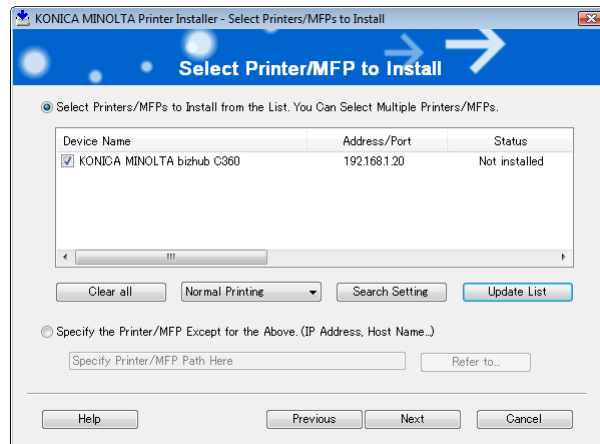 KONICA MINOLTA Printer Installer - Select Printers/MFPs to Install
Select Printer/MFP to Install
Select Printers/MFPs to Install from the List. You Can Select Multiple Printers/MFPs.
Device Name Address/Port Status
KONICA MINOLTA bizhub C360 192.168.1.20 Not installed
Clear all Normal Printing Search Setting Update List
Specify the Printer/MFP Except for the Above. (IP Address, Host Name...)
Specify Printer/MFP Path Here Refer to...
Help Previous Next Cancel